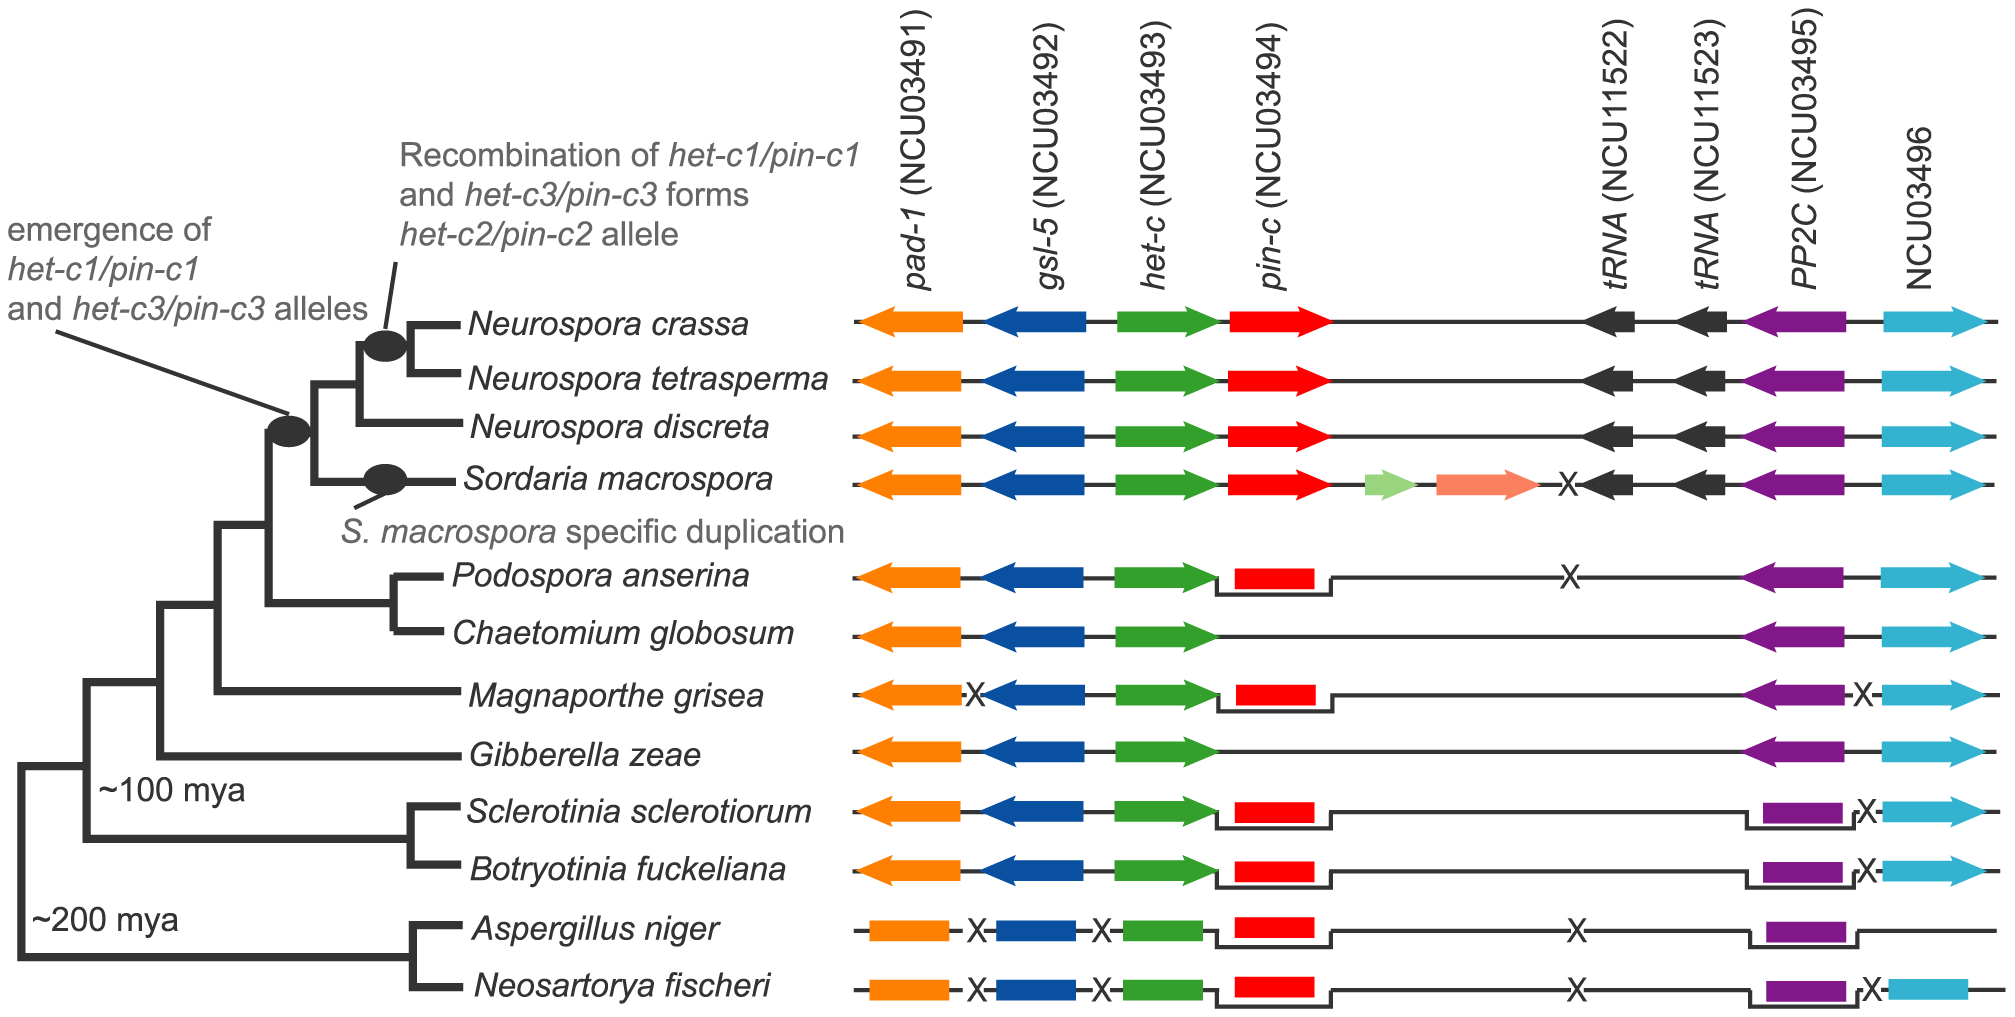 pad-1 (NCU03491)
gsl-5 (NCU03492)
het-c (NCU03493)
pin-c (NCU03494)
tRNA (NCU11522)
tRNA (NCU11523)
PP2C (NCU03495)
NCU03496
Recombination of het-c1/pin-c1
and het-c3/pin-c3 forms
het-c2/pin-c2 allele
emergence of
het-c1/pin-c1
and het-c3/pin-c3 alleles
Neurospora crassa
Neurospora tetrasperma
Neurospora discreta
Sordaria macrospora
X
S. macrospora specific duplication
Podospora anserina
X
Chaetomium globosum
Magnaporthe grisea
X X
Gibberella zeae
~100 mya
Sclerotinia sclerotiorum
X
Botryotinia fuckeliana
X
~200 mya
Aspergillus niger
X X X
Neosartorya fischeri
X X X X